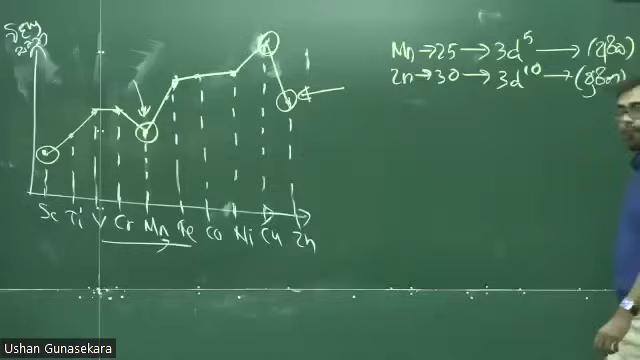 Mn → 25 → 3d⁵ →
Zn → 30 → 3d¹⁰ →
Sc Ti V Cr Mn Fe Co Ni Cu Zn
Ushan Gunasekara